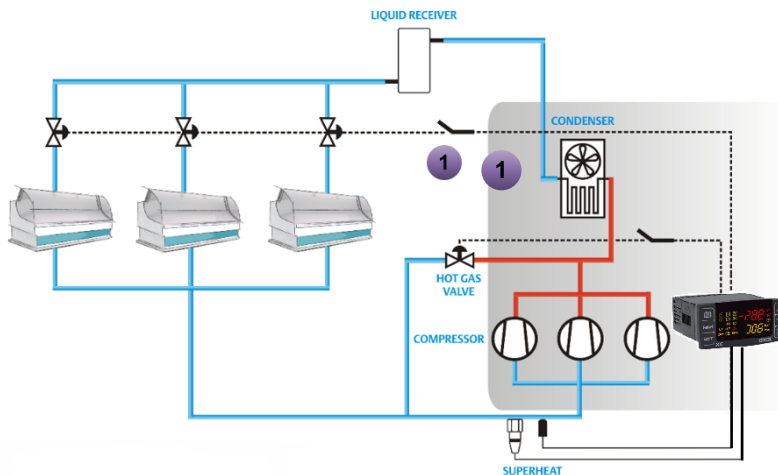 LIQUID RECEIVER
CONDENSER
1
1
HOT GAS
VALVE
COMPRESSOR
SUPERHEAT